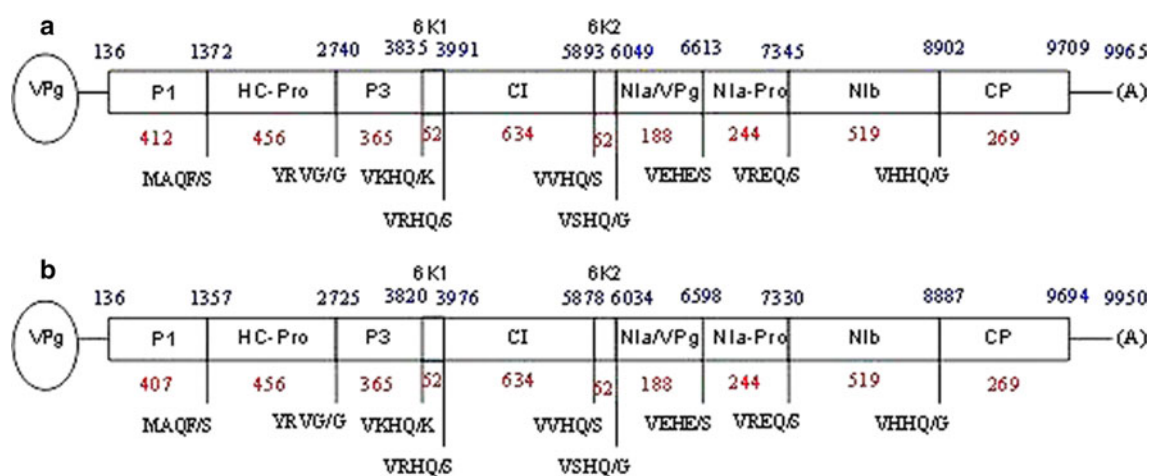 a
6 K1 6K2
136 1372 2740 3835 3991 5893 6049 6613 7345 8902 9709 9965
VPg P1 HC-Pro P3 CI NIa/VPg NIa-Pro NIb CP (A)
412 456 365 52 634 52 188 244 519 269
MAQF/S YRVG/G VKHQ/K VVHQ/S VEHE/S VREQ/S VHHQ/G
VRHQ/S VSHQ/G
b
6 K1 6K2
136 1357 2725 3820 3976 5878 6034 6598 7330 8887 9694 9950
VPg P1 HC-Pro P3 CI NIa/VPg NIa-Pro NIb CP (A)
407 456 365 52 634 52 188 244 519 269
MAQF/S YRVG/G VKHQ/K VVHQ/S VEHE/S VREQ/S VHHQ/G
VRHQ/S VSHQ/G